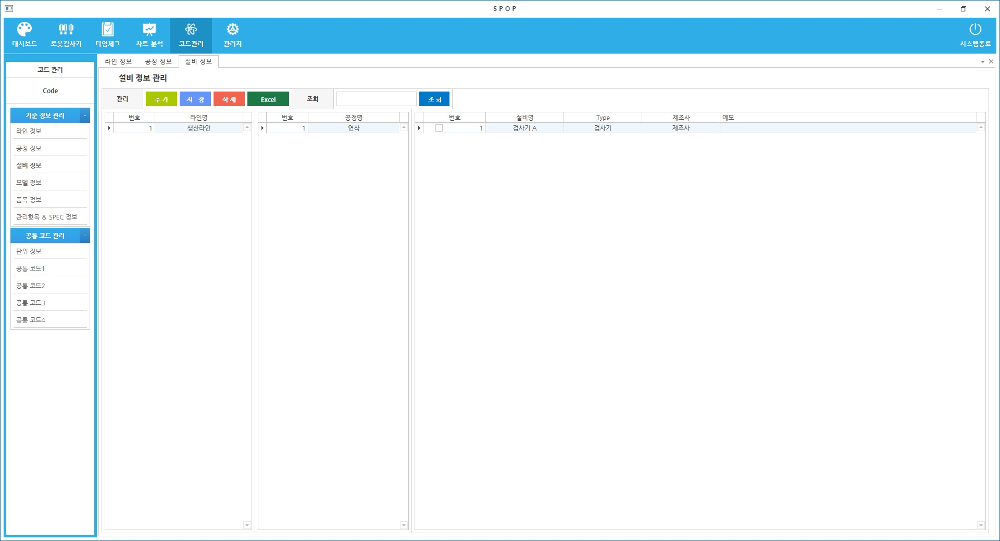 SPOP
대시보드 로봇검사기 타임체크 차트 분석 코드관리 관리자 시스템종료
라인 정보 공정 정보 설비 정보
코드 관리
Code
기준 정보 관리 -
라인 정보
공정 정보
설비 정보
모델 정보
품목 정보
관리항목 & SPEC 정보
공통 코드 관리 -
단위 정보
공통 코드1
공통 코드2
공통 코드3
공통 코드4
설비 정보 관리
관리 추 가 저 장 삭 제 Excel 조회 조 회
번호 라인명
1 생산라인
번호 공정명
1 연삭
번호 설비명 Type 제조사 메모
1 검사기 A 검사기 제조사